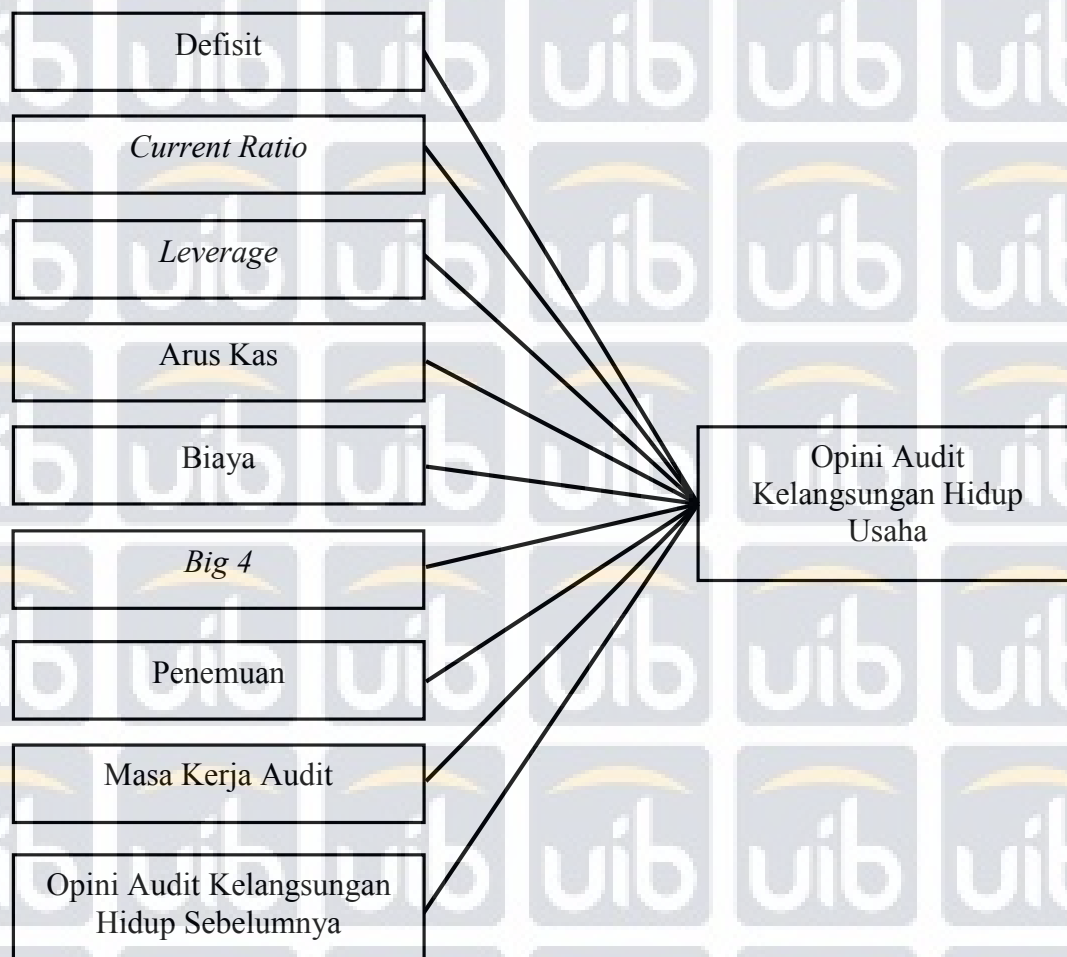 Defisit
Current Ratio
Leverage
Arus Kas
Biaya
Big 4
Penemuan
Masa Kerja Audit
Opini Audit Kelangsungan
Hidup Sebelumnya
Opini Audit
Kelangsungan Hidup
Usaha
uib